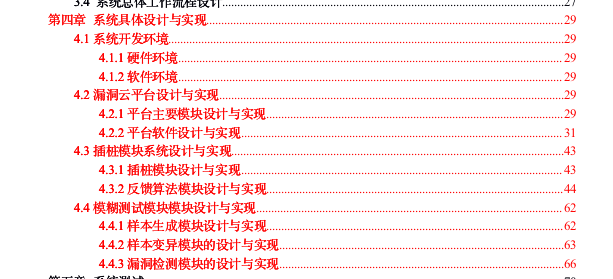 3.4 系统总体工作流程设计 27
第四章 系统具体设计与实现 29
4.1 系统开发环境 29
4.1.1 硬件环境 29
4.1.2 软件环境 29
4.2 漏洞云平台设计与实现 29
4.2.1 平台主要模块设计与实现 29
4.2.2 平台软件设计与实现 31
4.3 插桩模块系统设计与实现 43
4.3.1 插桩模块设计与实现 43
4.3.2 反馈算法模块设计与实现 44
4.4 模糊测试模块模块设计与实现 62
4.4.1 样本生成模块设计与实现 62
4.4.2 样本变异模块的设计与实现 63
4.4.3 漏洞检测模块的设计与实现 66
第五章 系统测试